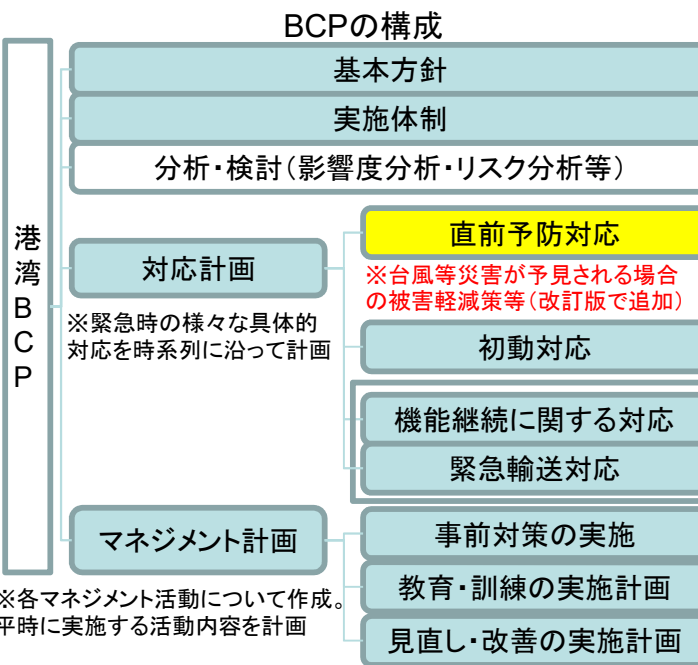 BCPの構成
港湾BCP
基本方針
実施体制
分析・検討（影響度分析・リスク分析等）
対応計画
※緊急時の様々な具体的
対応を時系列に沿って計画
直前予防対応
※台風等災害が予見される場合
の被害軽減策等（改訂版で追加）
初動対応
機能継続に関する対応
緊急輸送対応
マネジメント計画
※各マネジメント活動について作成。
平時に実施する活動内容を計画
事前対策の実施
教育・訓練の実施計画
見直し・改善の実施計画